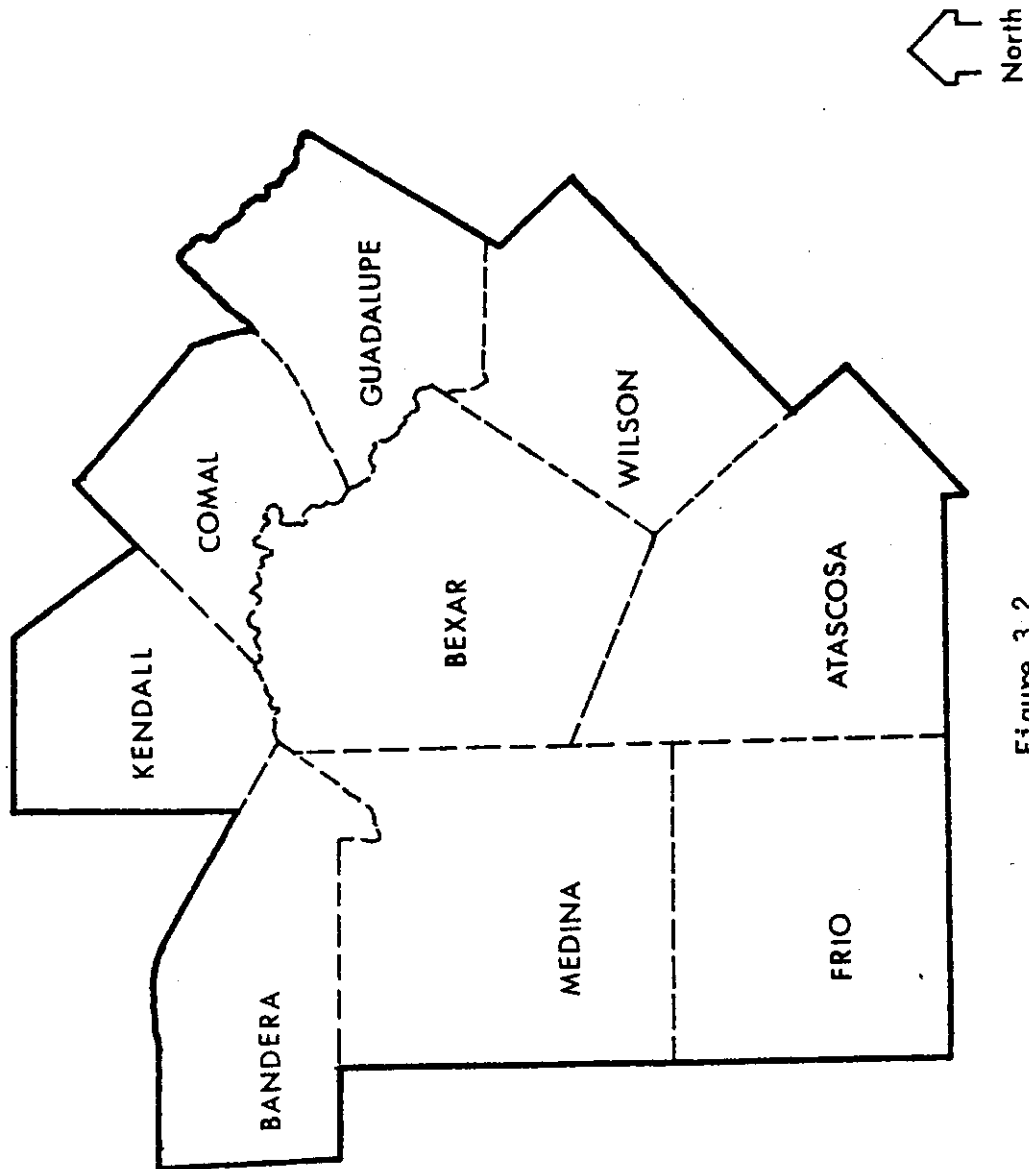 KENDALL
COMAL
GUADALUPE
BANDERA
BEXAR
MEDINA
WILSON
ATASCOSA
FRIO
North
Figure 3.2